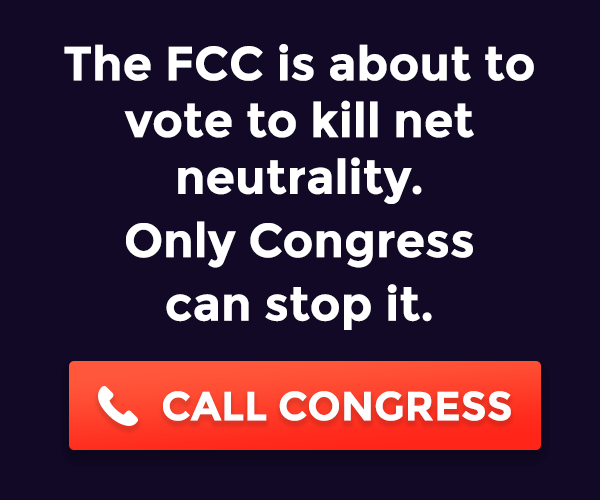 The FCC is about to
vote to kill net
neutrality.
Only Congress
can stop it.
CALL CONGRESS